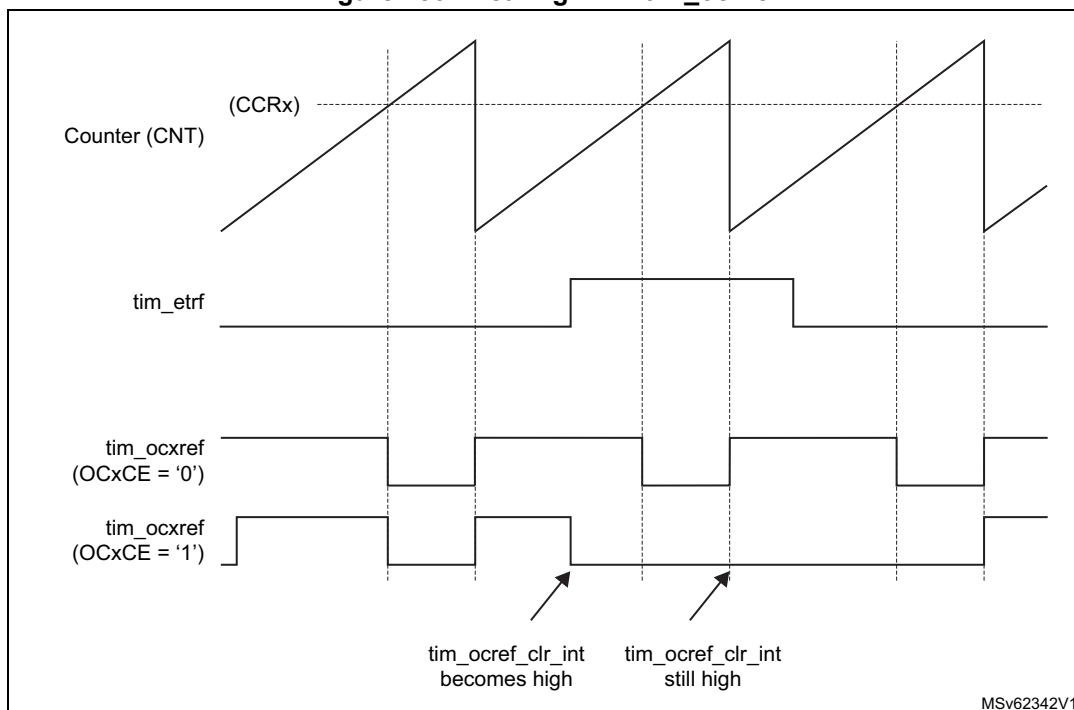 (CCRx)
Counter (CNT)
tim_etrf
tim_ocxref
(OCxCE = ‘0’)
tim_ocxref
(OCxCE = ‘1’)
tim_ocref_clr_int
becomes high
tim_ocref_clr_int
still high
MSv62342V1